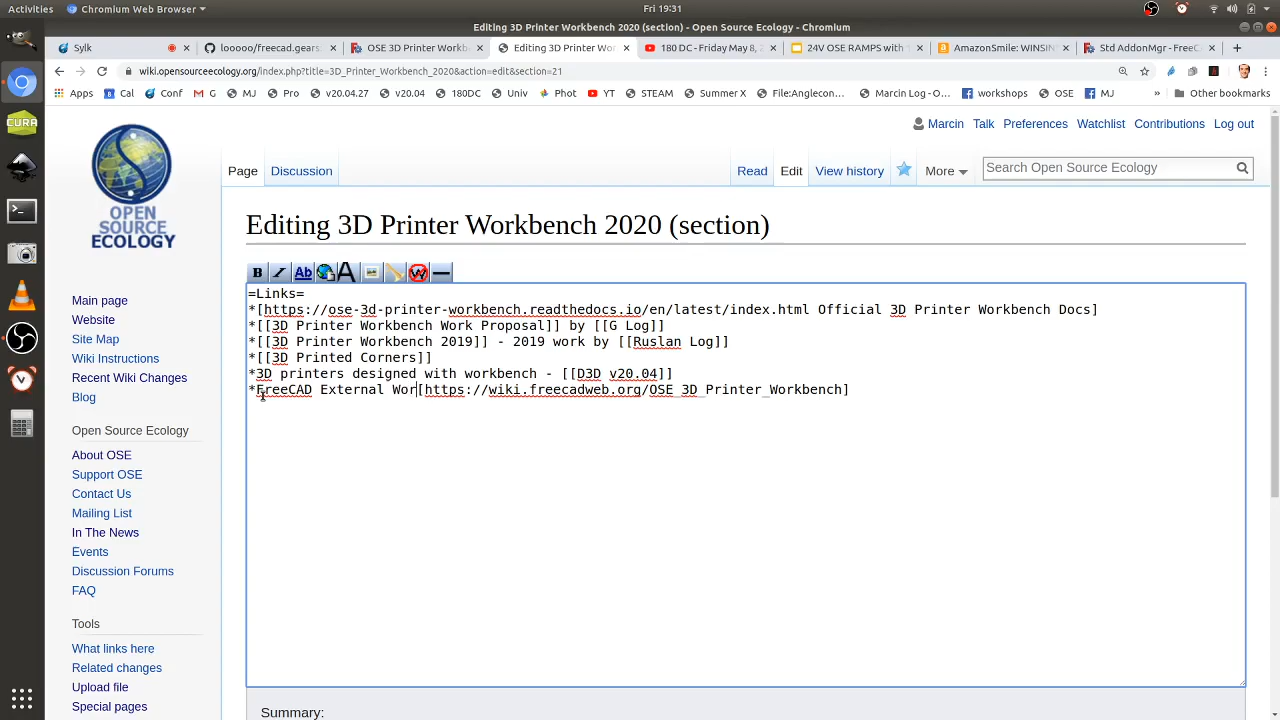 Activities
Chromium Web Browser
Fri 19:31
Editing 3D Printer Workbench 2020 (section) - Open Source Ecology - Chromium
Sylk
looooo/freecad.gears
OSE 3D Printer Workb
Editing 3D Printer Wor
180 DC - Friday May 8, 2
24V OSE RAMPS with
AmazonSmile: WINSIN
Std AddonMgr - FreeC
wiki.opensourceecology.org/index.php?title=3D_Printer_Workbench_2020&action=edit&section=21
Apps
Cal
Conf
G
MJ
Pro
v20.04.27
v20.04
180DC
Univ
Phot
YT
STEAM
Summer X
File:Anglecon...
Marcin Log - O...
workshops
OSE
MJ
»
Other bookmarks
Marcin
Talk
Preferences
Watchlist
Contributions
Log out
Page
Discussion
Read
Edit
View history
More
Search Open Source Ecology
OPEN
SOURCE
ECOLOGY
Editing 3D Printer Workbench 2020 (section)
B
I
Ab
A
W
=Links=
*[https://ose-3d-printer-workbench.readthedocs.io/en/latest/index.html Official 3D Printer Workbench Docs]
*[[3D Printer Workbench Work Proposal]] by [[G Log]]
*[[3D Printer Workbench 2019]] - 2019 work by [[Ruslan Log]]
*[[3D Printed Corners]]
*3D printers designed with workbench - [[D3D v20.04]]
*FreeCAD External Wor[https://wiki.freecadweb.org/OSE_3D_Printer_Workbench]
Main page
Website
Site Map
Wiki Instructions
Recent Wiki Changes
Blog
Open Source Ecology
About OSE
Support OSE
Contact Us
Mailing List
In The News
Events
Discussion Forums
FAQ
Tools
What links here
Related changes
Upload file
Special pages
Summary:
CURA